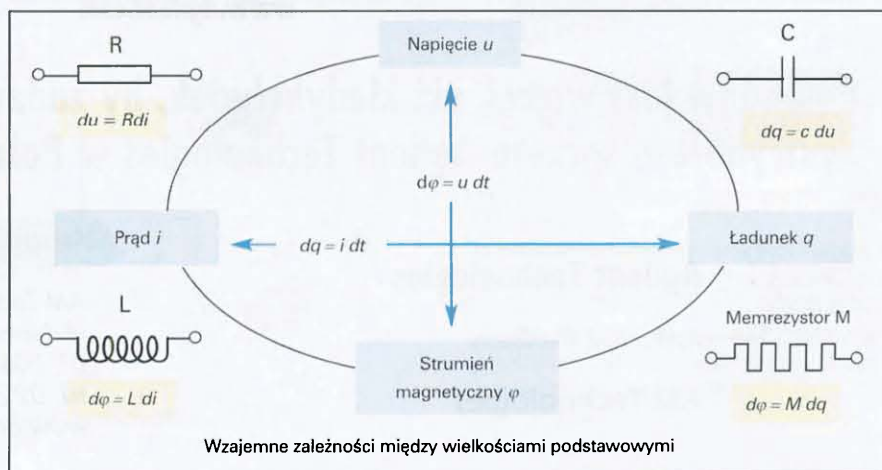 Napięcie u
R
du = Rdi
C
dq = c du
dφ = u dt
Prąd i
dq = i dt
Ładunek q
L
dφ = L di
Strumień
magnetyczny φ
Memrezystor M
dφ = M dq
Wzajemne zależności między wielkościami podstawowymi